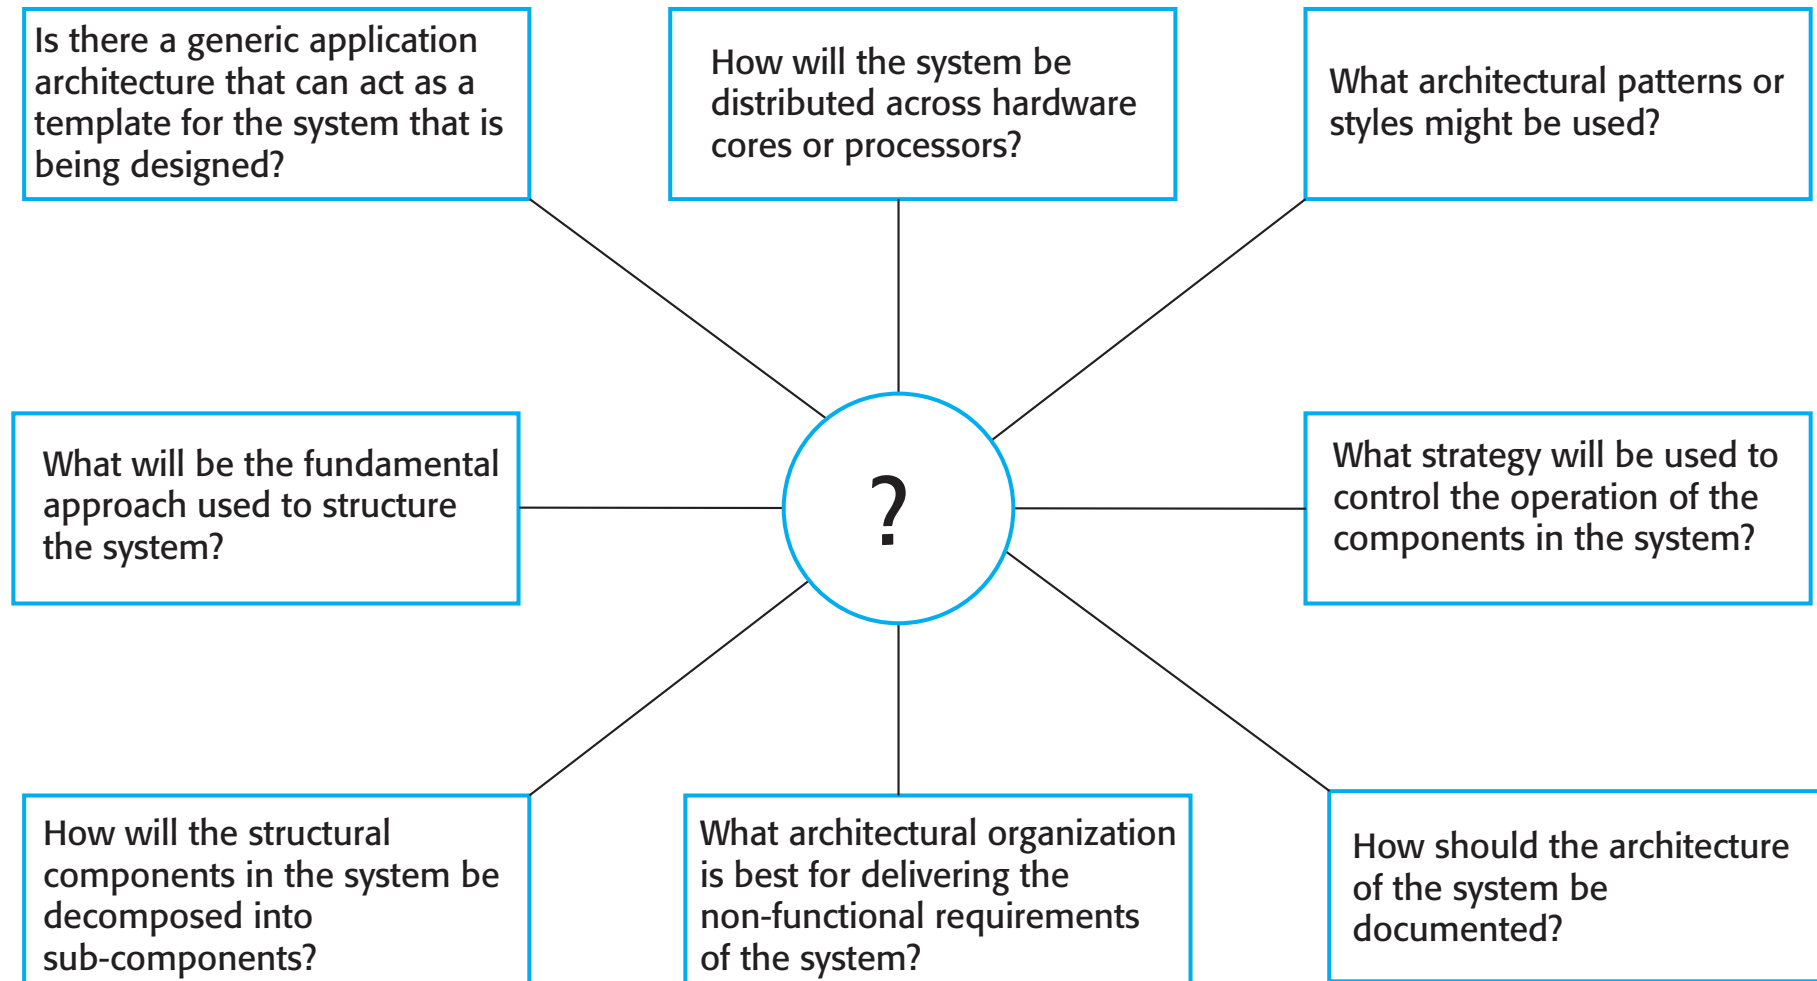 Is there a generic application
architecture that can act as a
template for the system that is
being designed?
How will the system be
distributed across hardware
cores or processors?
What architectural patterns or
styles might be used?
What will be the fundamental
approach used to structure
the system?
?
What strategy will be used to
control the operation of the
components in the system?
How will the structural
components in the system be
decomposed into
sub-components?
What architectural organization
is best for delivering the
non-functional requirements
of the system?
How should the architecture
of the system be
documented?